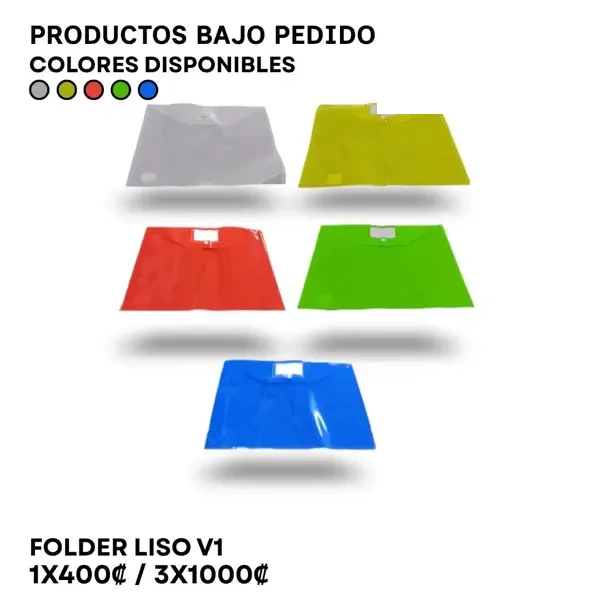 PRODUCTOS BAJO PEDIDO
COLORES DISPONIBLES
FOLDER LISO V1
1X400₡ / 3X1000₡